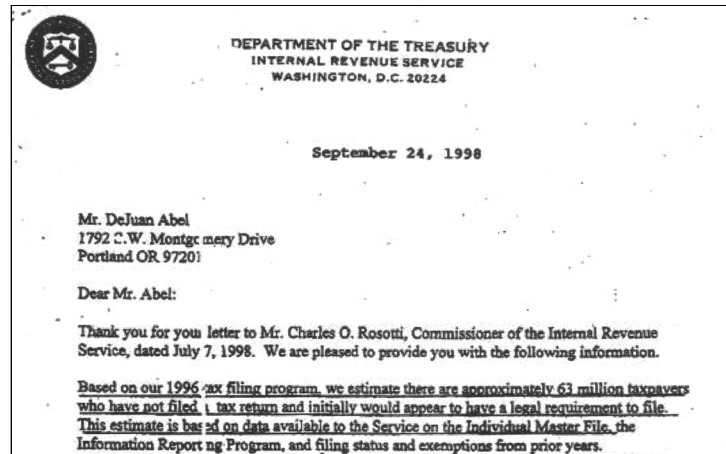 DEPARTMENT OF THE TREASURY
INTERNAL REVENUE SERVICE
WASHINGTON, D.C. 20224
September 24, 1998
Mr. DeJuan Abel
1792 S.W. Montgomery Drive
Portland OR 97201
Dear Mr. Abel:
Thank you for your letter to Mr. Charles O. Rosotti, Commissioner of the Internal Revenue
Service, dated July 7, 1998. We are pleased to provide you with the following information.
Based on our 1996 tax filing program, we estimate there are approximately 63 million taxpayers
who have not filed a tax return and initially would appear to have a legal requirement to file.
This estimate is based on data available to the Service on the Individual Master File, the
Information Reporting Program, and filing status and exemptions from prior years.